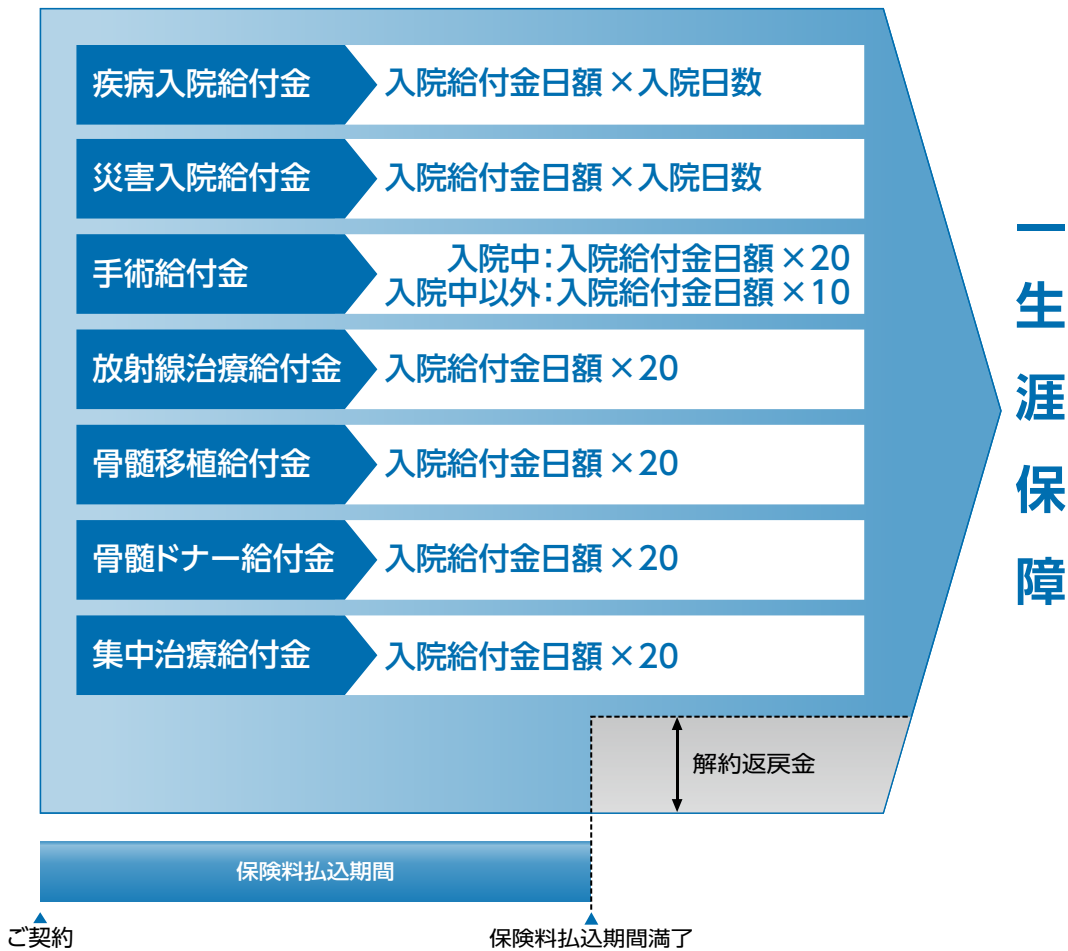 疾病入院給付金
入院給付金日額×入院日数
災害入院給付金
入院給付金日額×入院日数
手術給付金
入院中:入院給付金日額×20
入院中以外:入院給付金日額×10
放射線治療給付金
入院給付金日額×20
骨髄移植給付金
入院給付金日額×20
骨髄ドナー給付金
入院給付金日額×20
集中治療給付金
入院給付金日額×20
一生涯保障
解約返戻金
保険料払込期間
ご契約
保険料払込期間満了